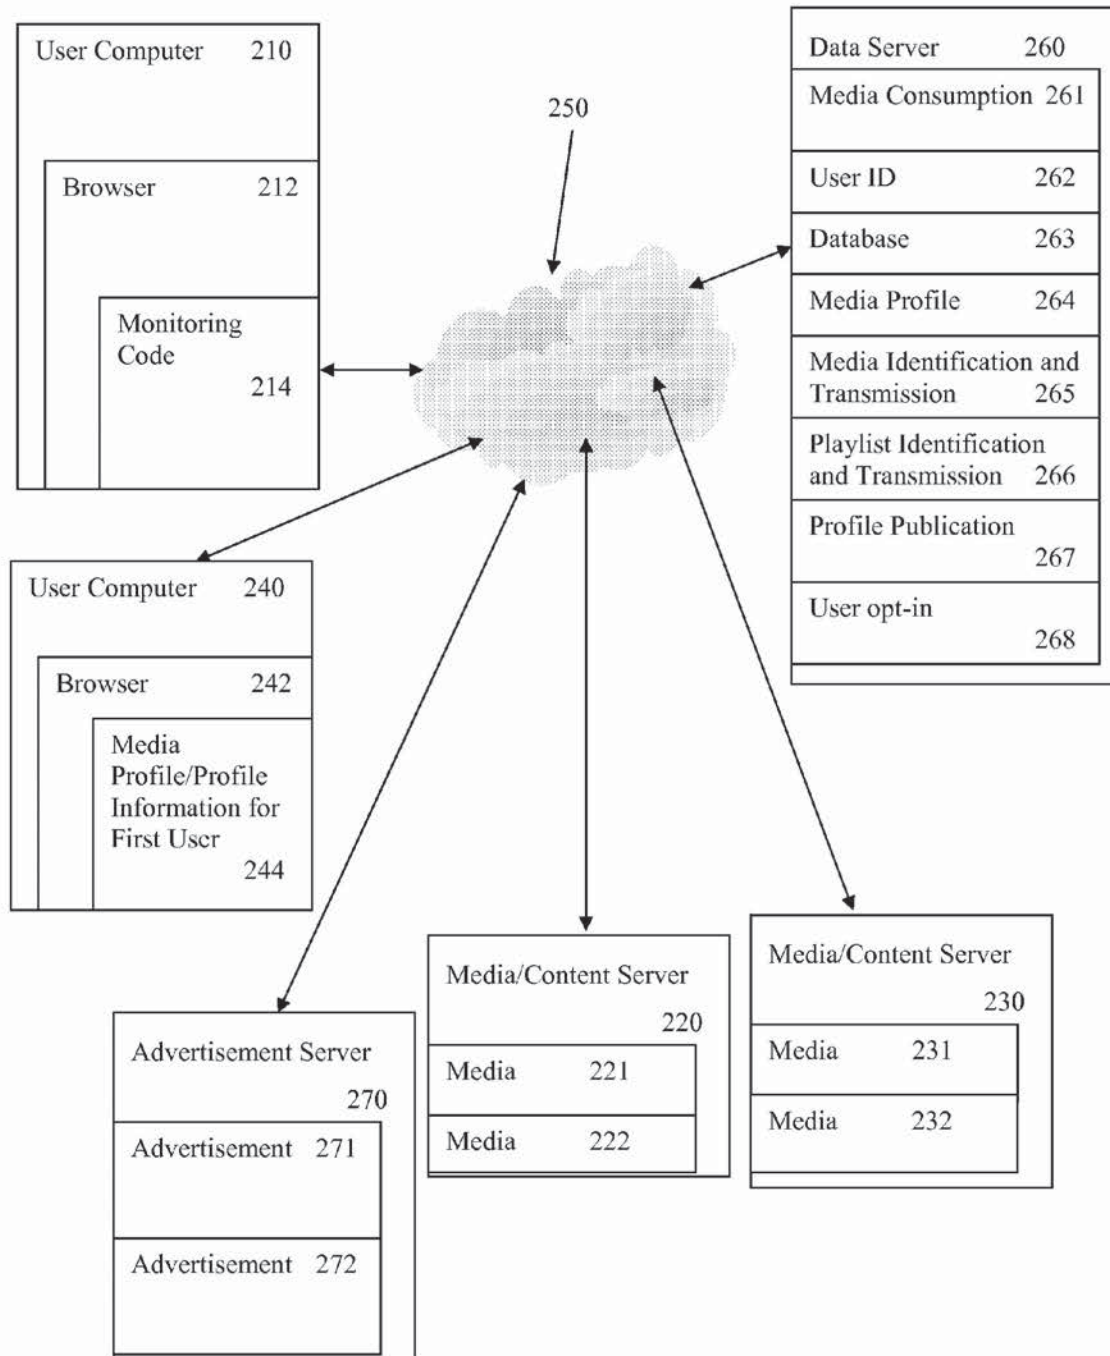 User Computer 210
Browser 212
Monitoring
Code
214
250
Data Server 260
Media Consumption 261
User ID 262
Database 263
Media Profile 264
Media Identification and
Transmission 265
Playlist Identification
and Transmission 266
Profile Publication
267
User opt-in
268
User Computer 240
Browser 242
Media
Profile/Profile
Information for
First User
244
Advertisement Server
270
Advertisement 271
Advertisement 272
Media/Content Server
220
Media 221
Media 222
Media/Content Server
230
Media 231
Media 232